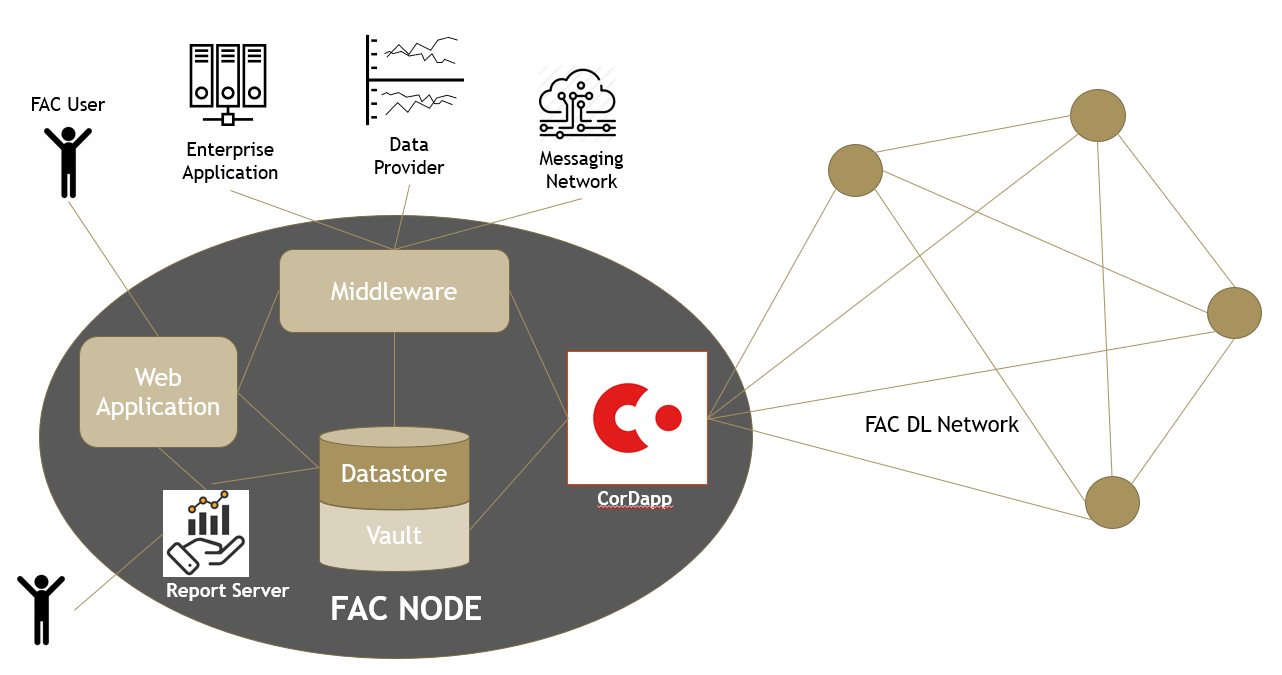 FAC User
Enterprise
Application
Data
Provider
Messaging
Network
Middleware
Web
Application
Datastore
Vault
CorDapp
Report Server
FAC NODE
FAC DL Network